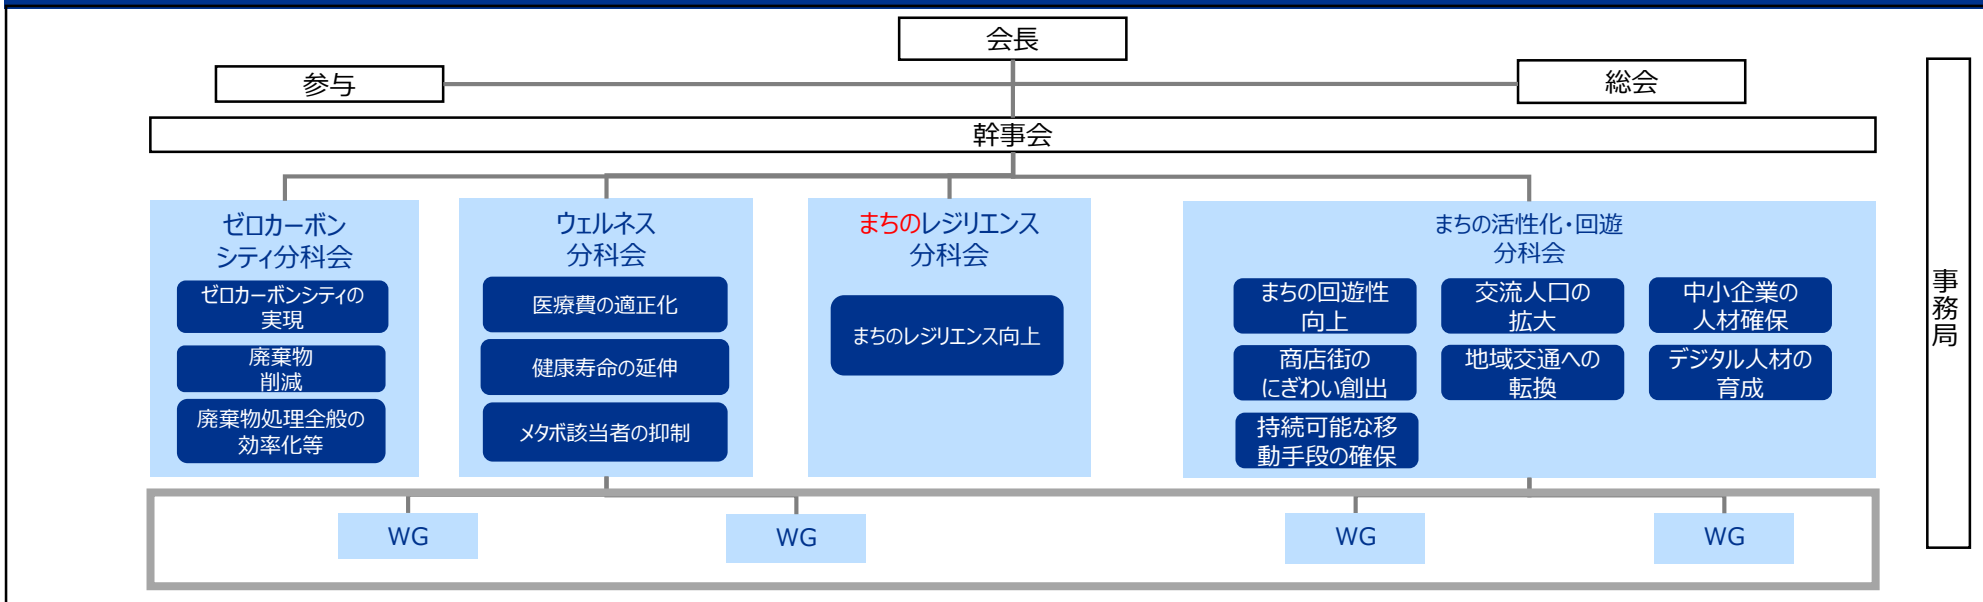 会長
参与
総会
幹事会
ゼロカーボン
シティ分科会
ゼロカーボンシティの
実現
廃棄物
削減
廃棄物処理全般の
効率化等
ウェルネス
分科会
医療費の適正化
健康寿命の延伸
メタボ該当者の抑制
まちのレジリエンス
分科会
まちのレジリエンス向上
まちの活性化・回遊
分科会
まちの回遊性
向上
交流人口の
拡大
中小企業の
人材確保
商店街の
にぎわい創出
地域交通への
転換
デジタル人材の
育成
持続可能な移
動手段の確保
WG
WG
WG
WG
事務局